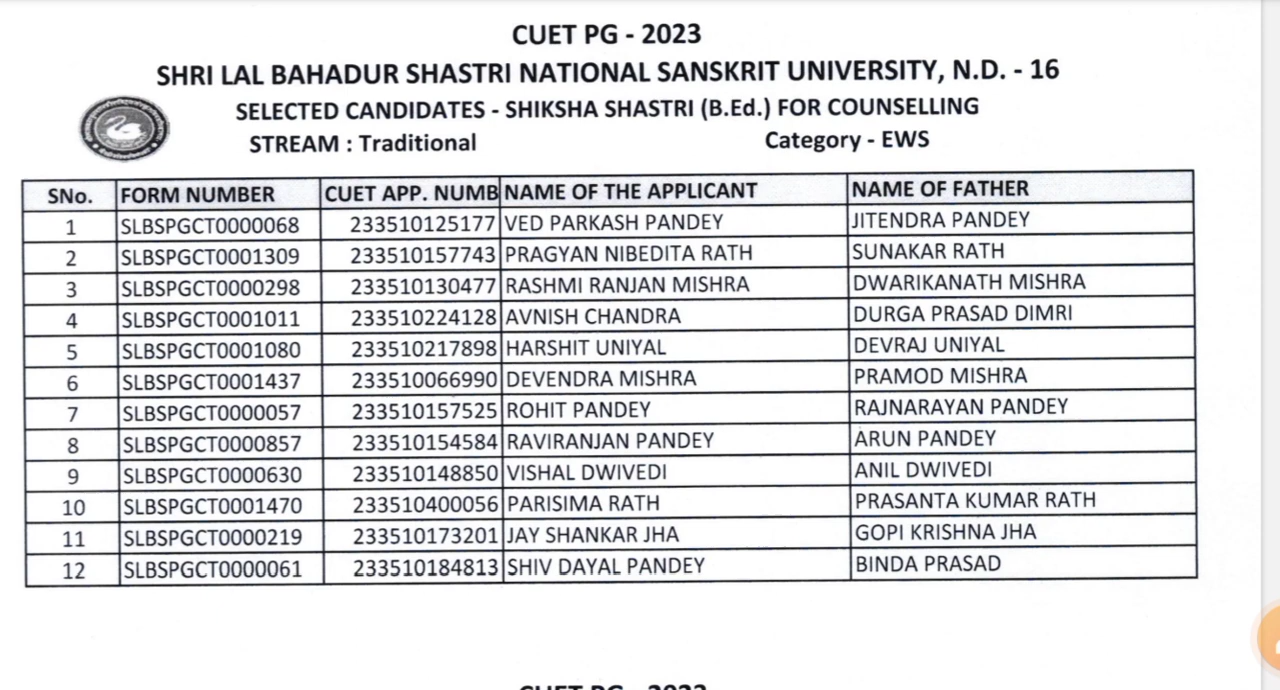 CUET PG - 2023
SHRI LAL BAHADUR SHASTRI NATIONAL SANSKRIT UNIVERSITY, N.D. - 16
SELECTED CANDIDATES - SHIKSHA SHASTRI (B.Ed.) FOR COUNSELLING
STREAM : Traditional Category - EWS
SNo. FORM NUMBER CUET APP. NUMB NAME OF THE APPLICANT NAME OF FATHER
1 SLBSPGCT0000068 233510125177 VED PARKASH PANDEY JITENDRA PANDEY
2 SLBSPGCT0001309 233510157743 PRAGYAN NIBEDITA RATH SUNAKAR RATH
3 SLBSPGCT0000298 233510130477 RASHMI RANJAN MISHRA DWARIKANATH MISHRA
4 SLBSPGCT0001011 233510224128 AVNISH CHANDRA DURGA PRASAD DIMRI
5 SLBSPGCT0001080 233510217898 HARSHIT UNIYAL DEVRAJ UNIYAL
6 SLBSPGCT0001437 233510066990 DEVENDRA MISHRA PRAMOD MISHRA
7 SLBSPGCT0000057 233510157525 ROHIT PANDEY RAJNARAYAN PANDEY
8 SLBSPGCT0000857 233510154584 RAVIRANJAN PANDEY ARUN PANDEY
9 SLBSPGCT0000630 233510148850 VISHAL DWIVEDI ANIL DWIVEDI
10 SLBSPGCT0001470 233510400056 PARISIMA RATH PRASANTA KUMAR RATH
11 SLBSPGCT0000219 233510173201 JAY SHANKAR JHA GOPI KRISHNA JHA
12 SLBSPGCT0000061 233510184813 SHIV DAYAL PANDEY BINDA PRASAD
CUET PG - 2023